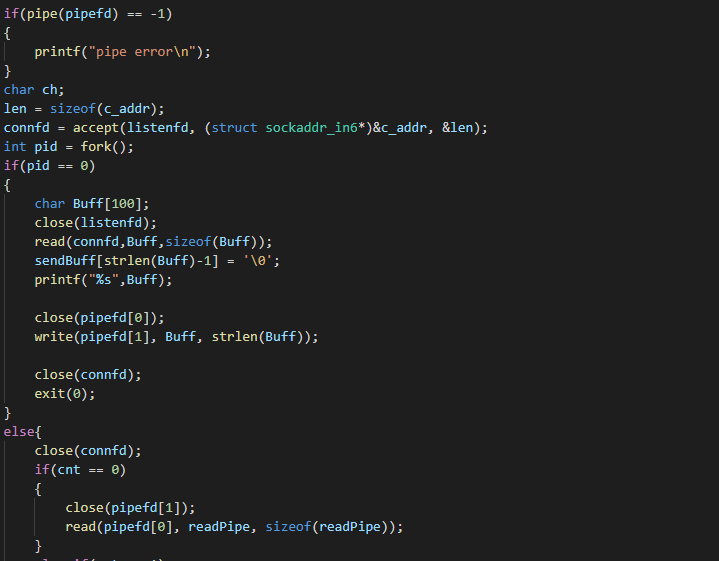 if(pipe(pipefd) == -1)
{
printf("pipe error\n");
}
char ch;
len = sizeof(c_addr);
connfd = accept(listenfd, (struct sockaddr_in6*)&c_addr, &len);
int pid = fork();
if(pid == 0)
{
char Buff[100];
close(listenfd);
read(connfd,Buff,sizeof(Buff));
sendBuff[strlen(Buff)-1] = '\0';
printf("%s",Buff);
close(pipefd[0]);
write(pipefd[1], Buff, strlen(Buff));
close(connfd);
exit(0);
}
else{
close(connfd);
if(cnt == 0)
{
close(pipefd[1]);
read(pipefd[0], readPipe, sizeof(readPipe));
}